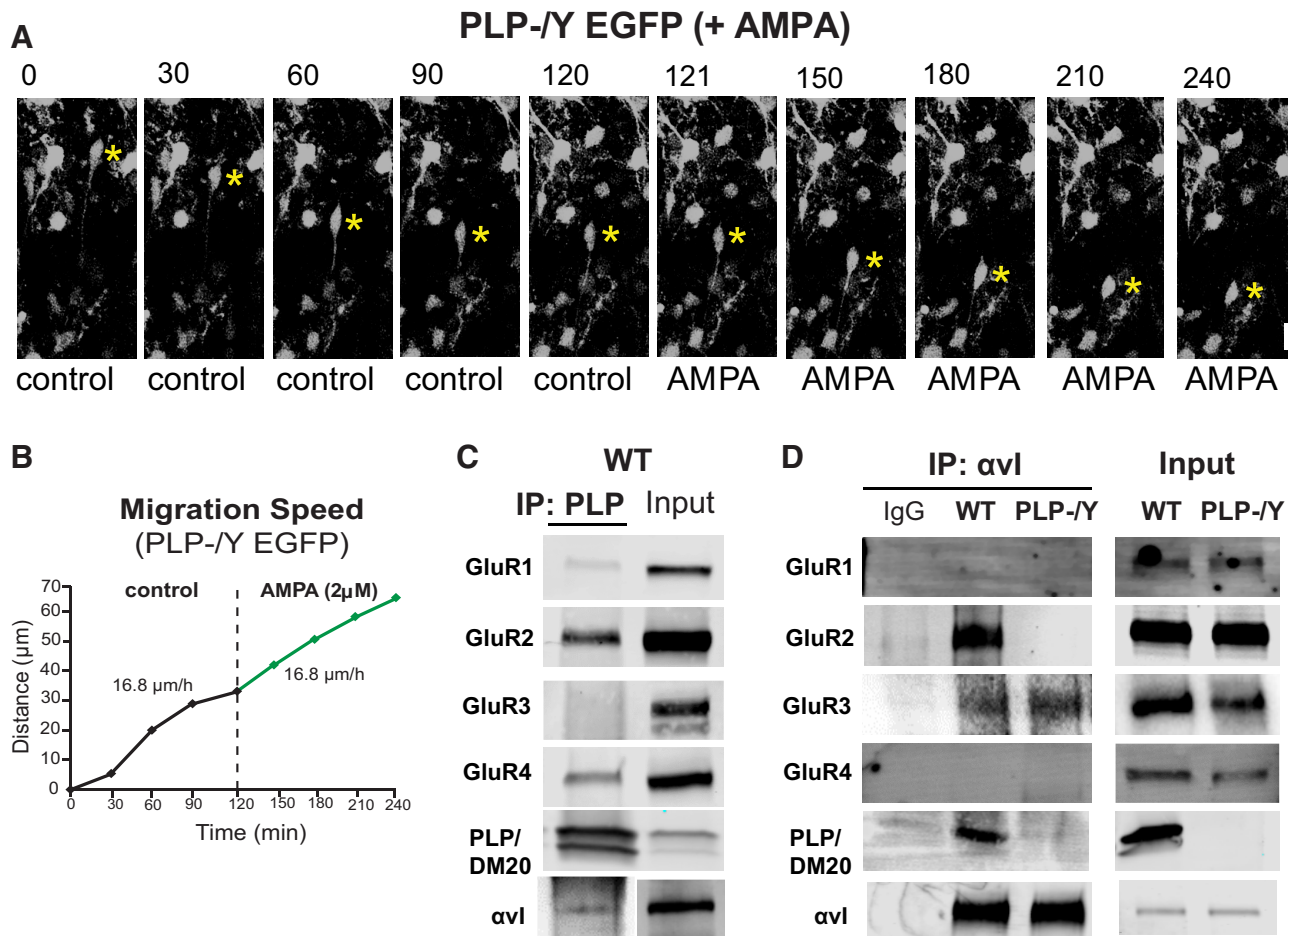 PLP-/Y EGFP (+ AMPA)
A
0 30 60 90 120 121 150 180 210 240
* * * * * * * * * *
control control control control control AMPA AMPA AMPA AMPA AMPA
B
Migration Speed
(PLP-/Y EGFP)
control AMPA (2μM)
70
60
50
40
30
20
10
0
Distance (μm)
16.8 μm/h
16.8 μm/h
0 30 60 90 120 150 180 210 240
Time (min)
C
WT
IP: PLP Input
GluR1
GluR2
GluR3
GluR4
PLP/
DM20
αvI
D
IP: αvI Input
IgG WT PLP-/Y WT PLP-/Y
GluR1
GluR2
GluR3
GluR4
PLP/
DM20
αvI